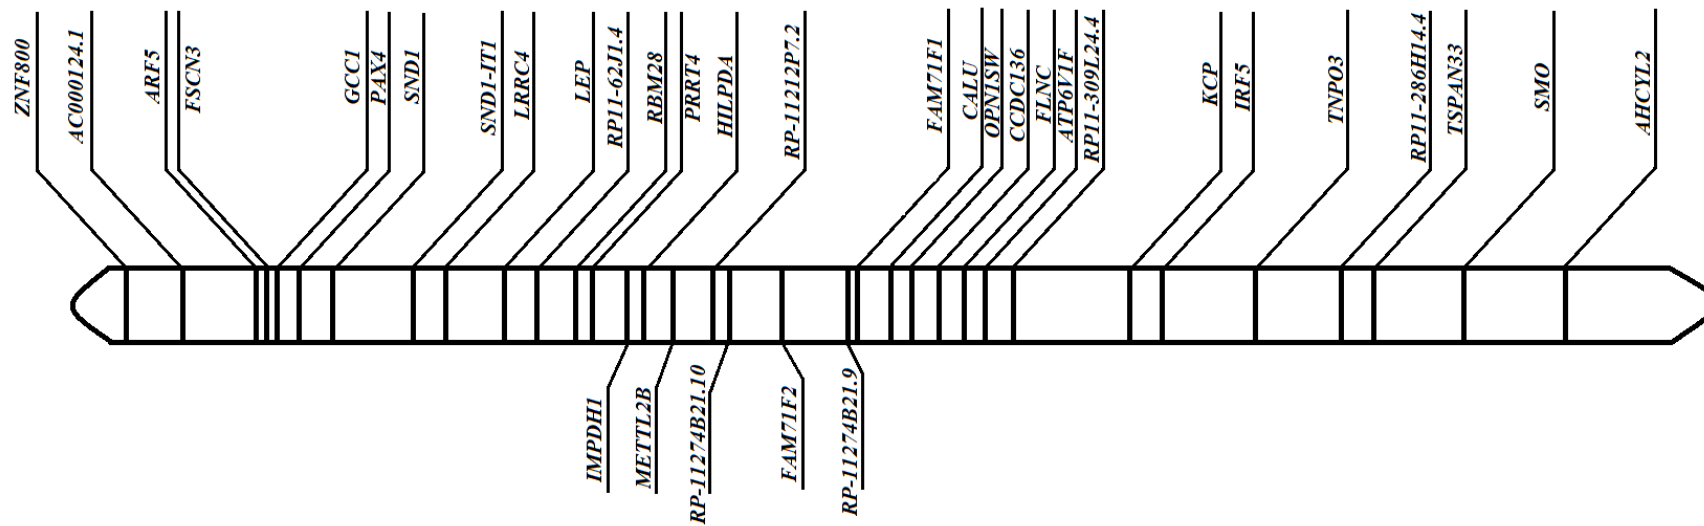 ZNF800
AC000124.1
ARF5
FSCN3
GCC1
PAX4
SND1
SND1-IT1
LRRC4
LEP
RP11-62J1.4
RBM28
PRRT4
HILPDA
RP-11212P7.2
FAM71F1
CALU
OPN1SW
CCDC136
FLNC
ATP6V1F
RP11-309L24.4
KCP
IRF5
TNPO3
RP11-286H14.4
TSPAN33
SMO
AHCYL2
IMPDH1
METTL2B
RP-11274B21.10
FAM71F2
RP-11274B21.9